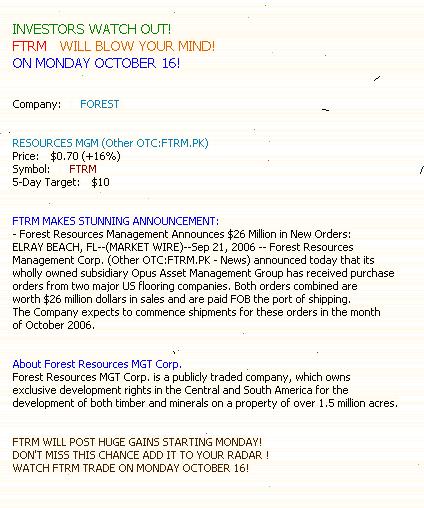 INVESTORS WATCH OUT!
FTRM WILL BLOW YOUR MIND!
ON MONDAY OCTOBER 16!
Company: FOREST
RESOURCES MGM (Other OTC:FTRM.PK)
Price: $0.70 (+16%)
Symbol: FTRM
5-Day Target: $10
FTRM MAKES STUNNING ANNOUNCEMENT:
- Forest Resources Management Announces $26 Million in New Orders:
ELRAY BEACH, FL--(MARKET WIRE)--Sep 21, 2006 -- Forest Resources
Management Corp. (Other OTC:FTRM.PK - News) announced today that its
wholly owned subsidiary Opus Asset Management Group has received purchase
orders from two major US flooring companies. Both orders combined are
worth $26 million dollars in sales and are paid FOB the port of shipping.
The Company expects to commence shipments for these orders in the month
of October 2006.
About Forest Resources MGT Corp.
Forest Resources MGT Corp. is a publicly traded company, which owns
exclusive development rights in the Central and South America for the
development of both timber and minerals on a property of over 1.5 million acres.
FTRM WILL POST HUGE GAINS STARTING MONDAY!
DON'T MISS THIS CHANCE ADD IT TO YOUR RADAR !
WATCH FTRM TRADE ON MONDAY OCTOBER 16!